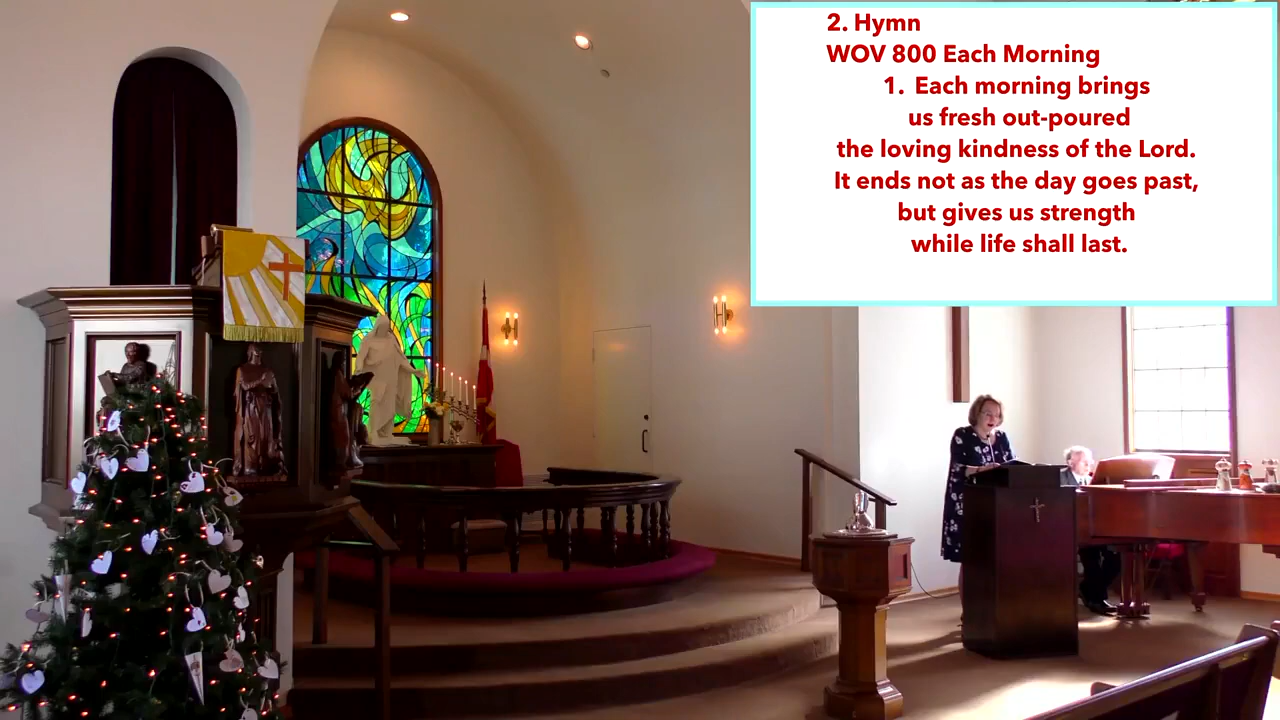 2. Hymn
WOV 800 Each Morning
1. Each morning brings
us fresh out-poured
the loving kindness of the Lord.
It ends not as the day goes past,
but gives us strength
while life shall last.